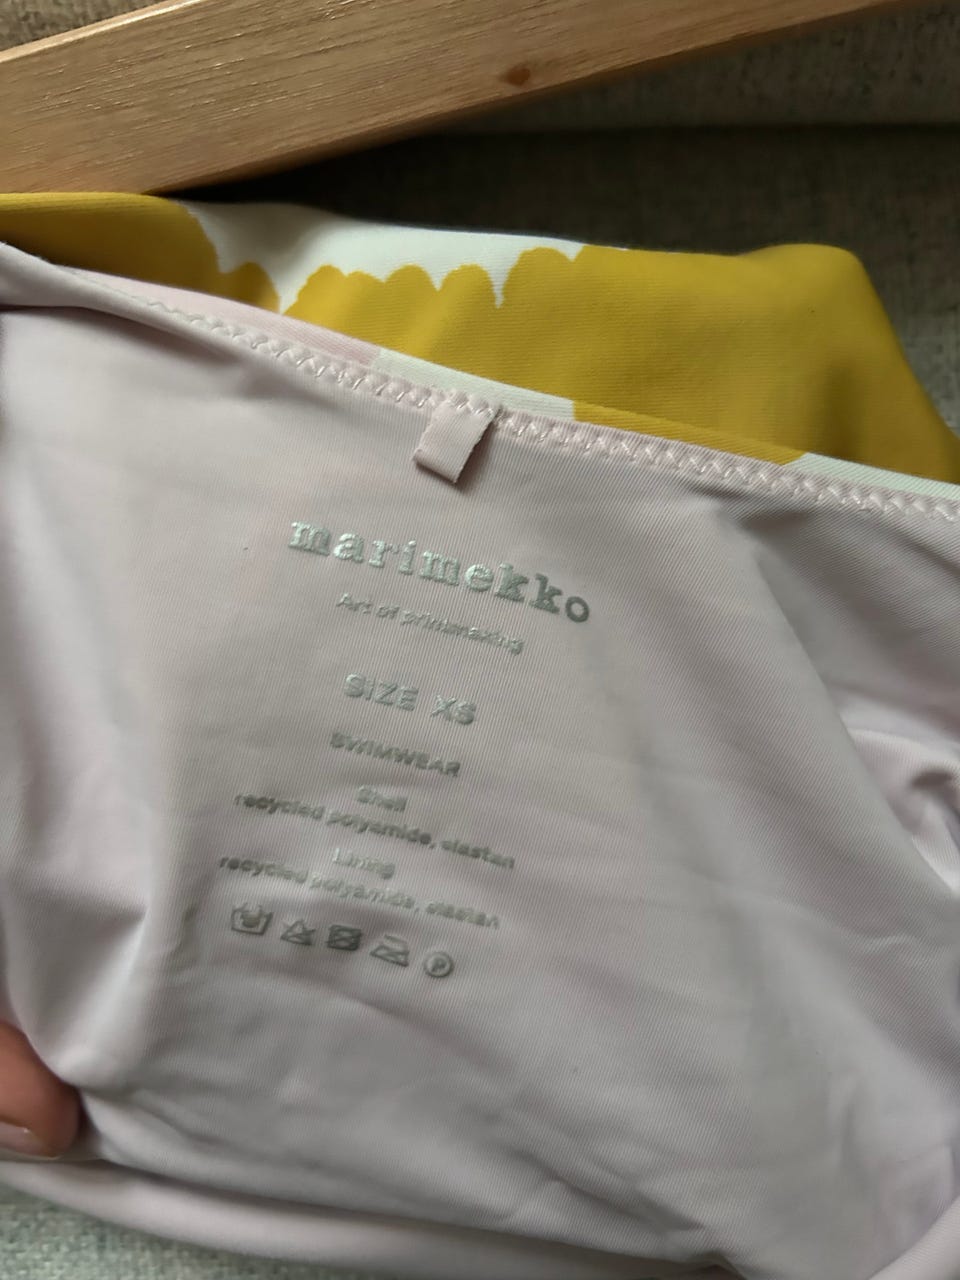 marimekko
Art of printmaking
SIZE XS
SWIMWEAR
Shell
recycled polyamide, elastan
Lining
recycled polyamide, elastan
P